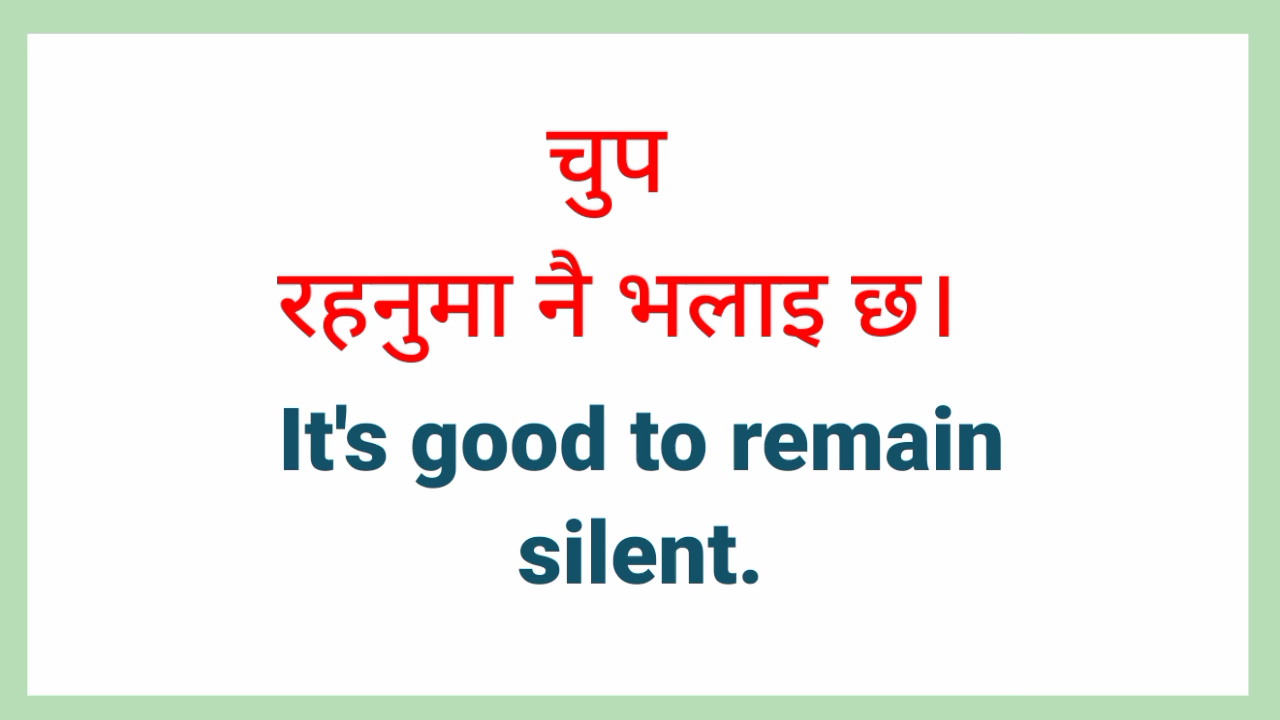 चुप
रहनुमा नै भलाइ छ।
It's good to remain
silent.